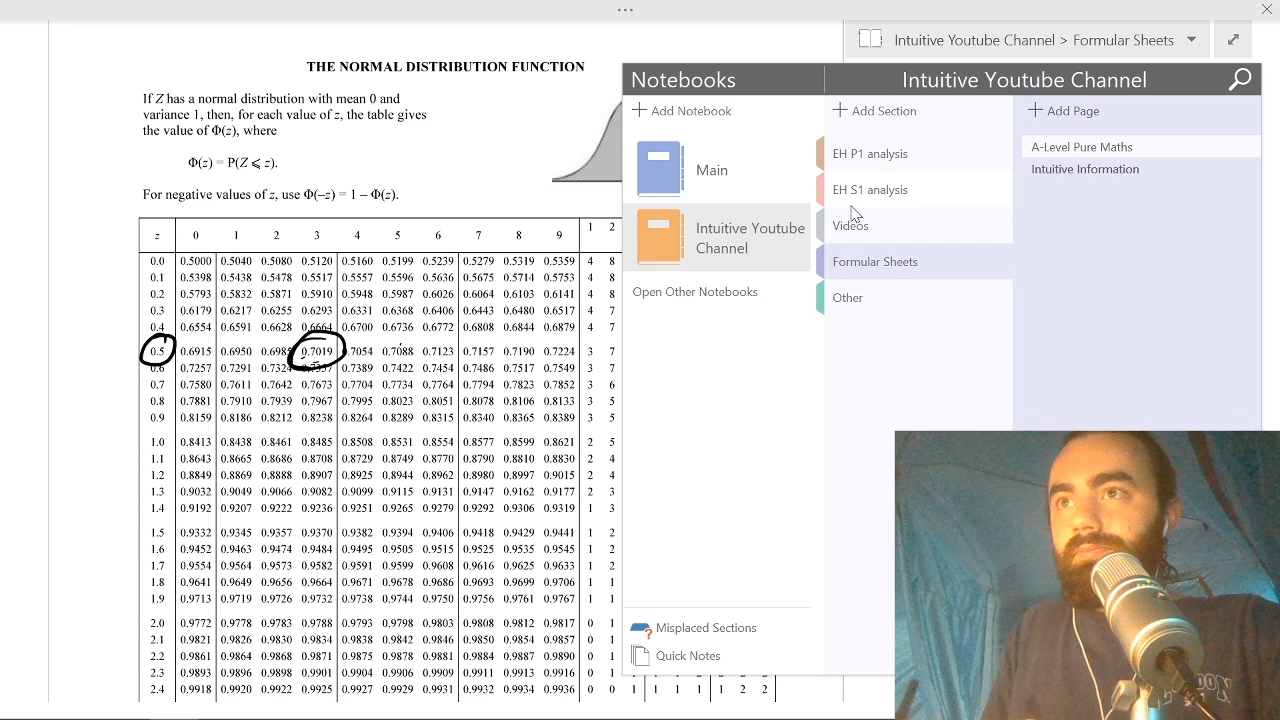 Intuitive Youtube Channel > Formular Sheets
THE NORMAL DISTRIBUTION FUNCTION
If Z has a normal distribution with mean 0 and
variance 1, then, for each value of z, the table gives
the value of Φ(z), where
Φ(z) = P(Z ⩽ z).
For negative values of z, use Φ(−z) = 1 − Φ(z).
z 0 1 2 3 4 5 6 7 8 9 1 2
0.0 0.5000 0.5040 0.5080 0.5120 0.5160 0.5199 0.5239 0.5279 0.5319 0.5359 4 8
0.1 0.5398 0.5438 0.5478 0.5517 0.5557 0.5596 0.5636 0.5675 0.5714 0.5753 4 8
0.2 0.5793 0.5832 0.5871 0.5910 0.5948 0.5987 0.6026 0.6064 0.6103 0.6141 4 8
0.3 0.6179 0.6217 0.6255 0.6293 0.6331 0.6368 0.6406 0.6443 0.6480 0.6517 4 7
0.4 0.6554 0.6591 0.6628 0.6664 0.6700 0.6736 0.6772 0.6808 0.6844 0.6879 4 7
0.5 0.6915 0.6950 0.6985 0.7019 0.7054 0.7088 0.7123 0.7157 0.7190 0.7224 3 7
0.6 0.7257 0.7291 0.7324 0.7357 0.7389 0.7422 0.7454 0.7486 0.7517 0.7549 3 7
0.7 0.7580 0.7611 0.7642 0.7673 0.7704 0.7734 0.7764 0.7794 0.7823 0.7852 3 6
0.8 0.7881 0.7910 0.7939 0.7967 0.7995 0.8023 0.8051 0.8078 0.8106 0.8133 3 5
0.9 0.8159 0.8186 0.8212 0.8238 0.8264 0.8289 0.8315 0.8340 0.8365 0.8389 3 5
1.0 0.8413 0.8438 0.8461 0.8485 0.8508 0.8531 0.8554 0.8577 0.8599 0.8621 2 5
1.1 0.8643 0.8665 0.8686 0.8708 0.8729 0.8749 0.8770 0.8790 0.8810 0.8830 2 4
1.2 0.8849 0.8869 0.8888 0.8907 0.8925 0.8944 0.8962 0.8980 0.8997 0.9015 2 4
1.3 0.9032 0.9049 0.9066 0.9082 0.9099 0.9115 0.9131 0.9147 0.9162 0.9177 2 3
1.4 0.9192 0.9207 0.9222 0.9236 0.9251 0.9265 0.9279 0.9292 0.9306 0.9319 1 3
1.5 0.9332 0.9345 0.9357 0.9370 0.9382 0.9394 0.9406 0.9418 0.9429 0.9441 1 2
1.6 0.9452 0.9463 0.9474 0.9484 0.9495 0.9505 0.9515 0.9525 0.9535 0.9545 1 2
1.7 0.9554 0.9564 0.9573 0.9582 0.9591 0.9599 0.9608 0.9616 0.9625 0.9633 1 2
1.8 0.9641 0.9649 0.9656 0.9664 0.9671 0.9678 0.9686 0.9693 0.9699 0.9706 1 1
1.9 0.9713 0.9719 0.9726 0.9732 0.9738 0.9744 0.9750 0.9756 0.9761 0.9767 1 1
2.0 0.9772 0.9778 0.9783 0.9788 0.9793 0.9798 0.9803 0.9808 0.9812 0.9817 0 1
2.1 0.9821 0.9826 0.9830 0.9834 0.9838 0.9842 0.9846 0.9850 0.9854 0.9857 0 1
2.2 0.9861 0.9864 0.9868 0.9871 0.9875 0.9878 0.9881 0.9884 0.9887 0.9890 0 1
2.3 0.9893 0.9896 0.9898 0.9901 0.9904 0.9906 0.9909 0.9911 0.9913 0.9916 0 1
2.4 0.9918 0.9920 0.9922 0.9925 0.9927 0.9929 0.9931 0.9932 0.9934 0.9936 0 0 1 1 1 1 1 2 2
Notebooks
Add Notebook
Main
Intuitive Youtube
Channel
Open Other Notebooks
Misplaced Sections
Quick Notes
Intuitive Youtube Channel
Add Section
EH P1 analysis
EH S1 analysis
Videos
Formular Sheets
Other
Add Page
A-Level Pure Maths
Intuitive Information